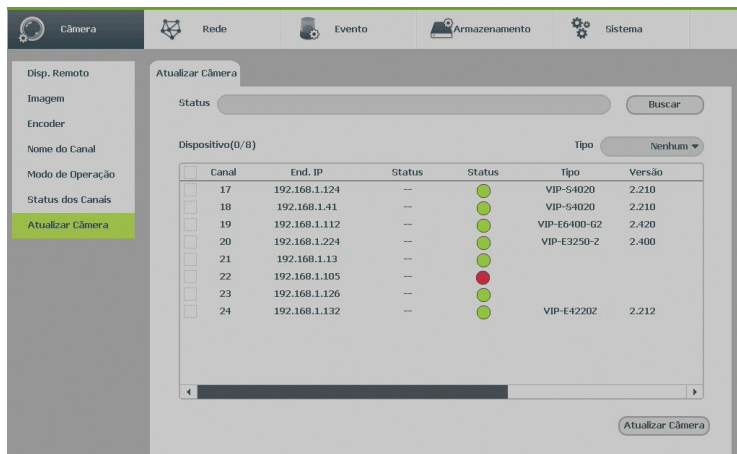 Câmera Rede Evento Armazenamento Sistema
Disp. Remoto
Imagem
Encoder
Nome do Canal
Modo de Operação
Status dos Canais
Atualizar Câmera
Atualizar Câmera
Status Buscar
Dispositivo(0/8) Tipo Nenhum
Canal End. IP Status Status Tipo Versão
17 192.168.1.124 -- VIP-S4020 2.210
18 192.168.1.41 -- VIP-S4020 2.210
19 192.168.1.112 -- VIP-E6400-G2 2.420
20 192.168.1.224 -- VIP-E3250-Z 2.400
21 192.168.1.13 --
22 192.168.1.105 --
23 192.168.1.126 --
24 192.168.1.132 -- VIP-E4220Z 2.212
Atualizar Câmera